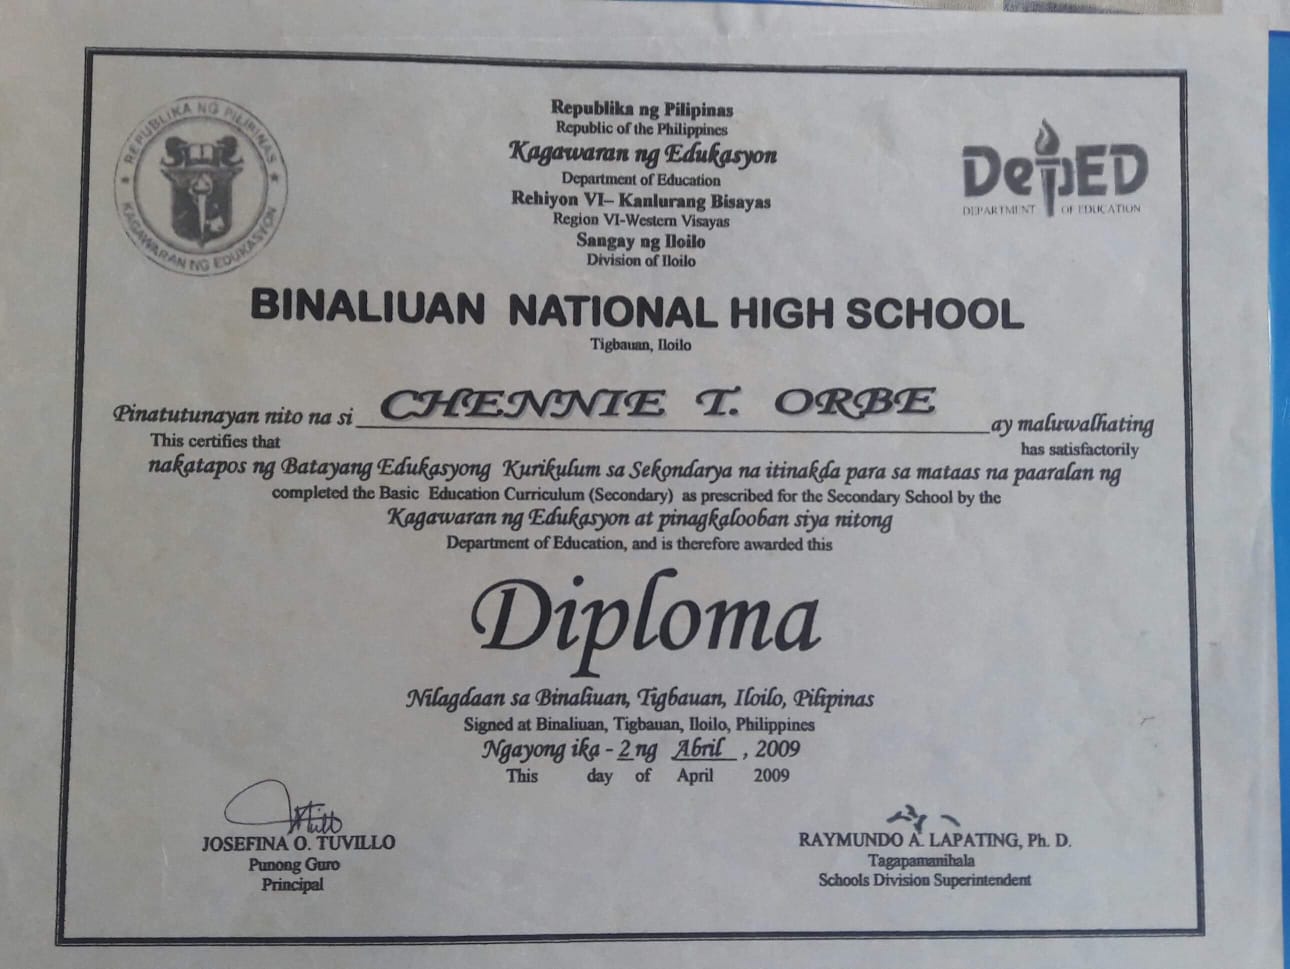 REPUBLIKA NG PILIPINAS
KAGAWARAN NG EDUKASYON
Republika ng Pilipinas
Republic of the Philippines
Kagawaran ng Edukasyon
Department of Education
Rehiyon VI– Kanlurang Bisayas
Region VI-Western Visayas
Sangay ng Iloilo
Division of Iloilo
DepED
DEPARTMENT OF EDUCATION
BINALIUAN NATIONAL HIGH SCHOOL
Tigbauan, Iloilo
Pinatutunayan nito na si CHENNIE T. ORBE ay maluwalhating
This certifies that has satisfactorily
nakatapos ng Batayang Edukasyong Kurikulum sa Sekondarya na itinakda para sa mataas na paaralan ng
completed the Basic Education Curriculum (Secondary) as prescribed for the Secondary School by the
Kagawaran ng Edukasyon at pinagkalooban siya nitong
Department of Education, and is therefore awarded this
Diploma
Nilagdaan sa Binaliuan, Tigbauan, Iloilo, Pilipinas
Signed at Binaliuan, Tigbauan, Iloilo, Philippines
Ngayong ika - 2 ng Abril , 2009
This day of April 2009
JOSEFINA O. TUVILLO
Punong Guro
Principal
RAYMUNDO A. LAPATING, Ph. D.
Tagapamanihala
Schools Division Superintendent